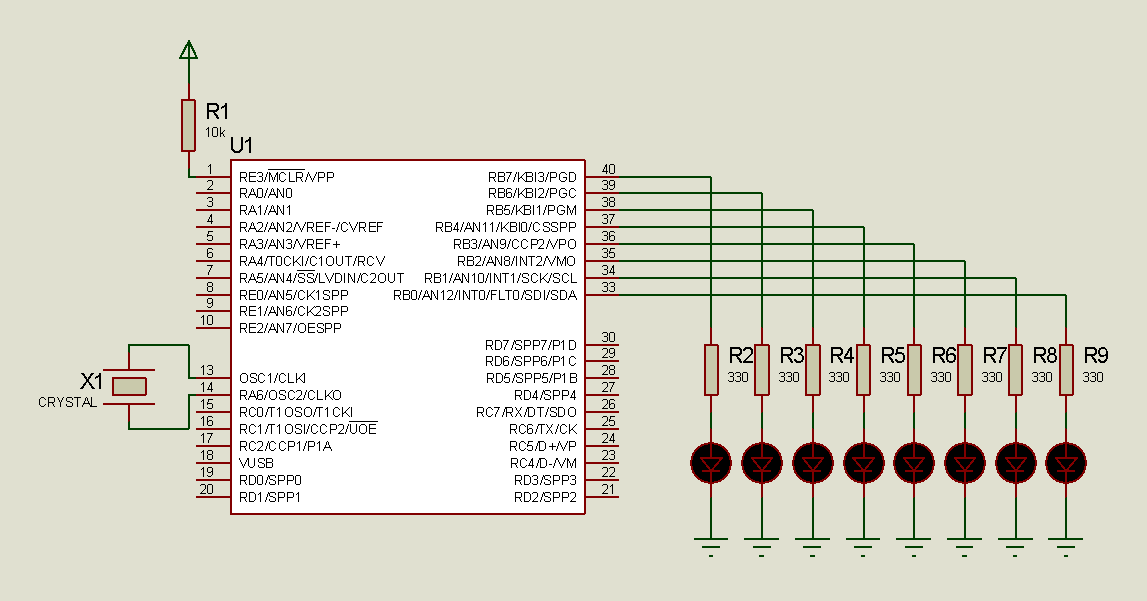 R1
10k
U1
1 RE3/MCLR/VPP
2 RA0/AN0
3 RA1/AN1
4 RA2/AN2/VREF-/CVREF
5 RA3/AN3/VREF+
6 RA4/T0CKI/C1OUT/RCV
7 RA5/AN4/SS/LVDIN/C2OUT
8 RE0/AN5/CK1SPP
9 RE1/AN6/CK2SPP
10 RE2/AN7/OESPP
13 OSC1/CLKI
14 RA6/OSC2/CLKO
15 RC0/T1OSO/T1CKI
16 RC1/T1OSI/CCP2/UOE
17 RC2/CCP1/P1A
18 VUSB
19 RD0/SPP0
20 RD1/SPP1
RB7/KBI3/PGD 40
RB6/KBI2/PGC 39
RB5/KBI1/PGM 38
RB4/AN11/KBI0/CSSPP 37
RB3/AN9/CCP2/VPO 36
RB2/AN8/INT2/VMO 35
RB1/AN10/INT1/SCK/SCL 34
RB0/AN12/INT0/FLT0/SDI/SDA 33
RD7/SPP7/P1D 30
RD6/SPP6/P1C 29
RD5/SPP5/P1B 28
RD4/SPP4 27
RC7/RX/DT/SDO 26
RC6/TX/CK 25
RC5/D+/VP 24
RC4/D-/VM 23
RD3/SPP3 22
RD2/SPP2 21
X1
CRYSTAL
R2 R3 R4 R5 R6 R7 R8 R9
330 330 330 330 330 330 330 330